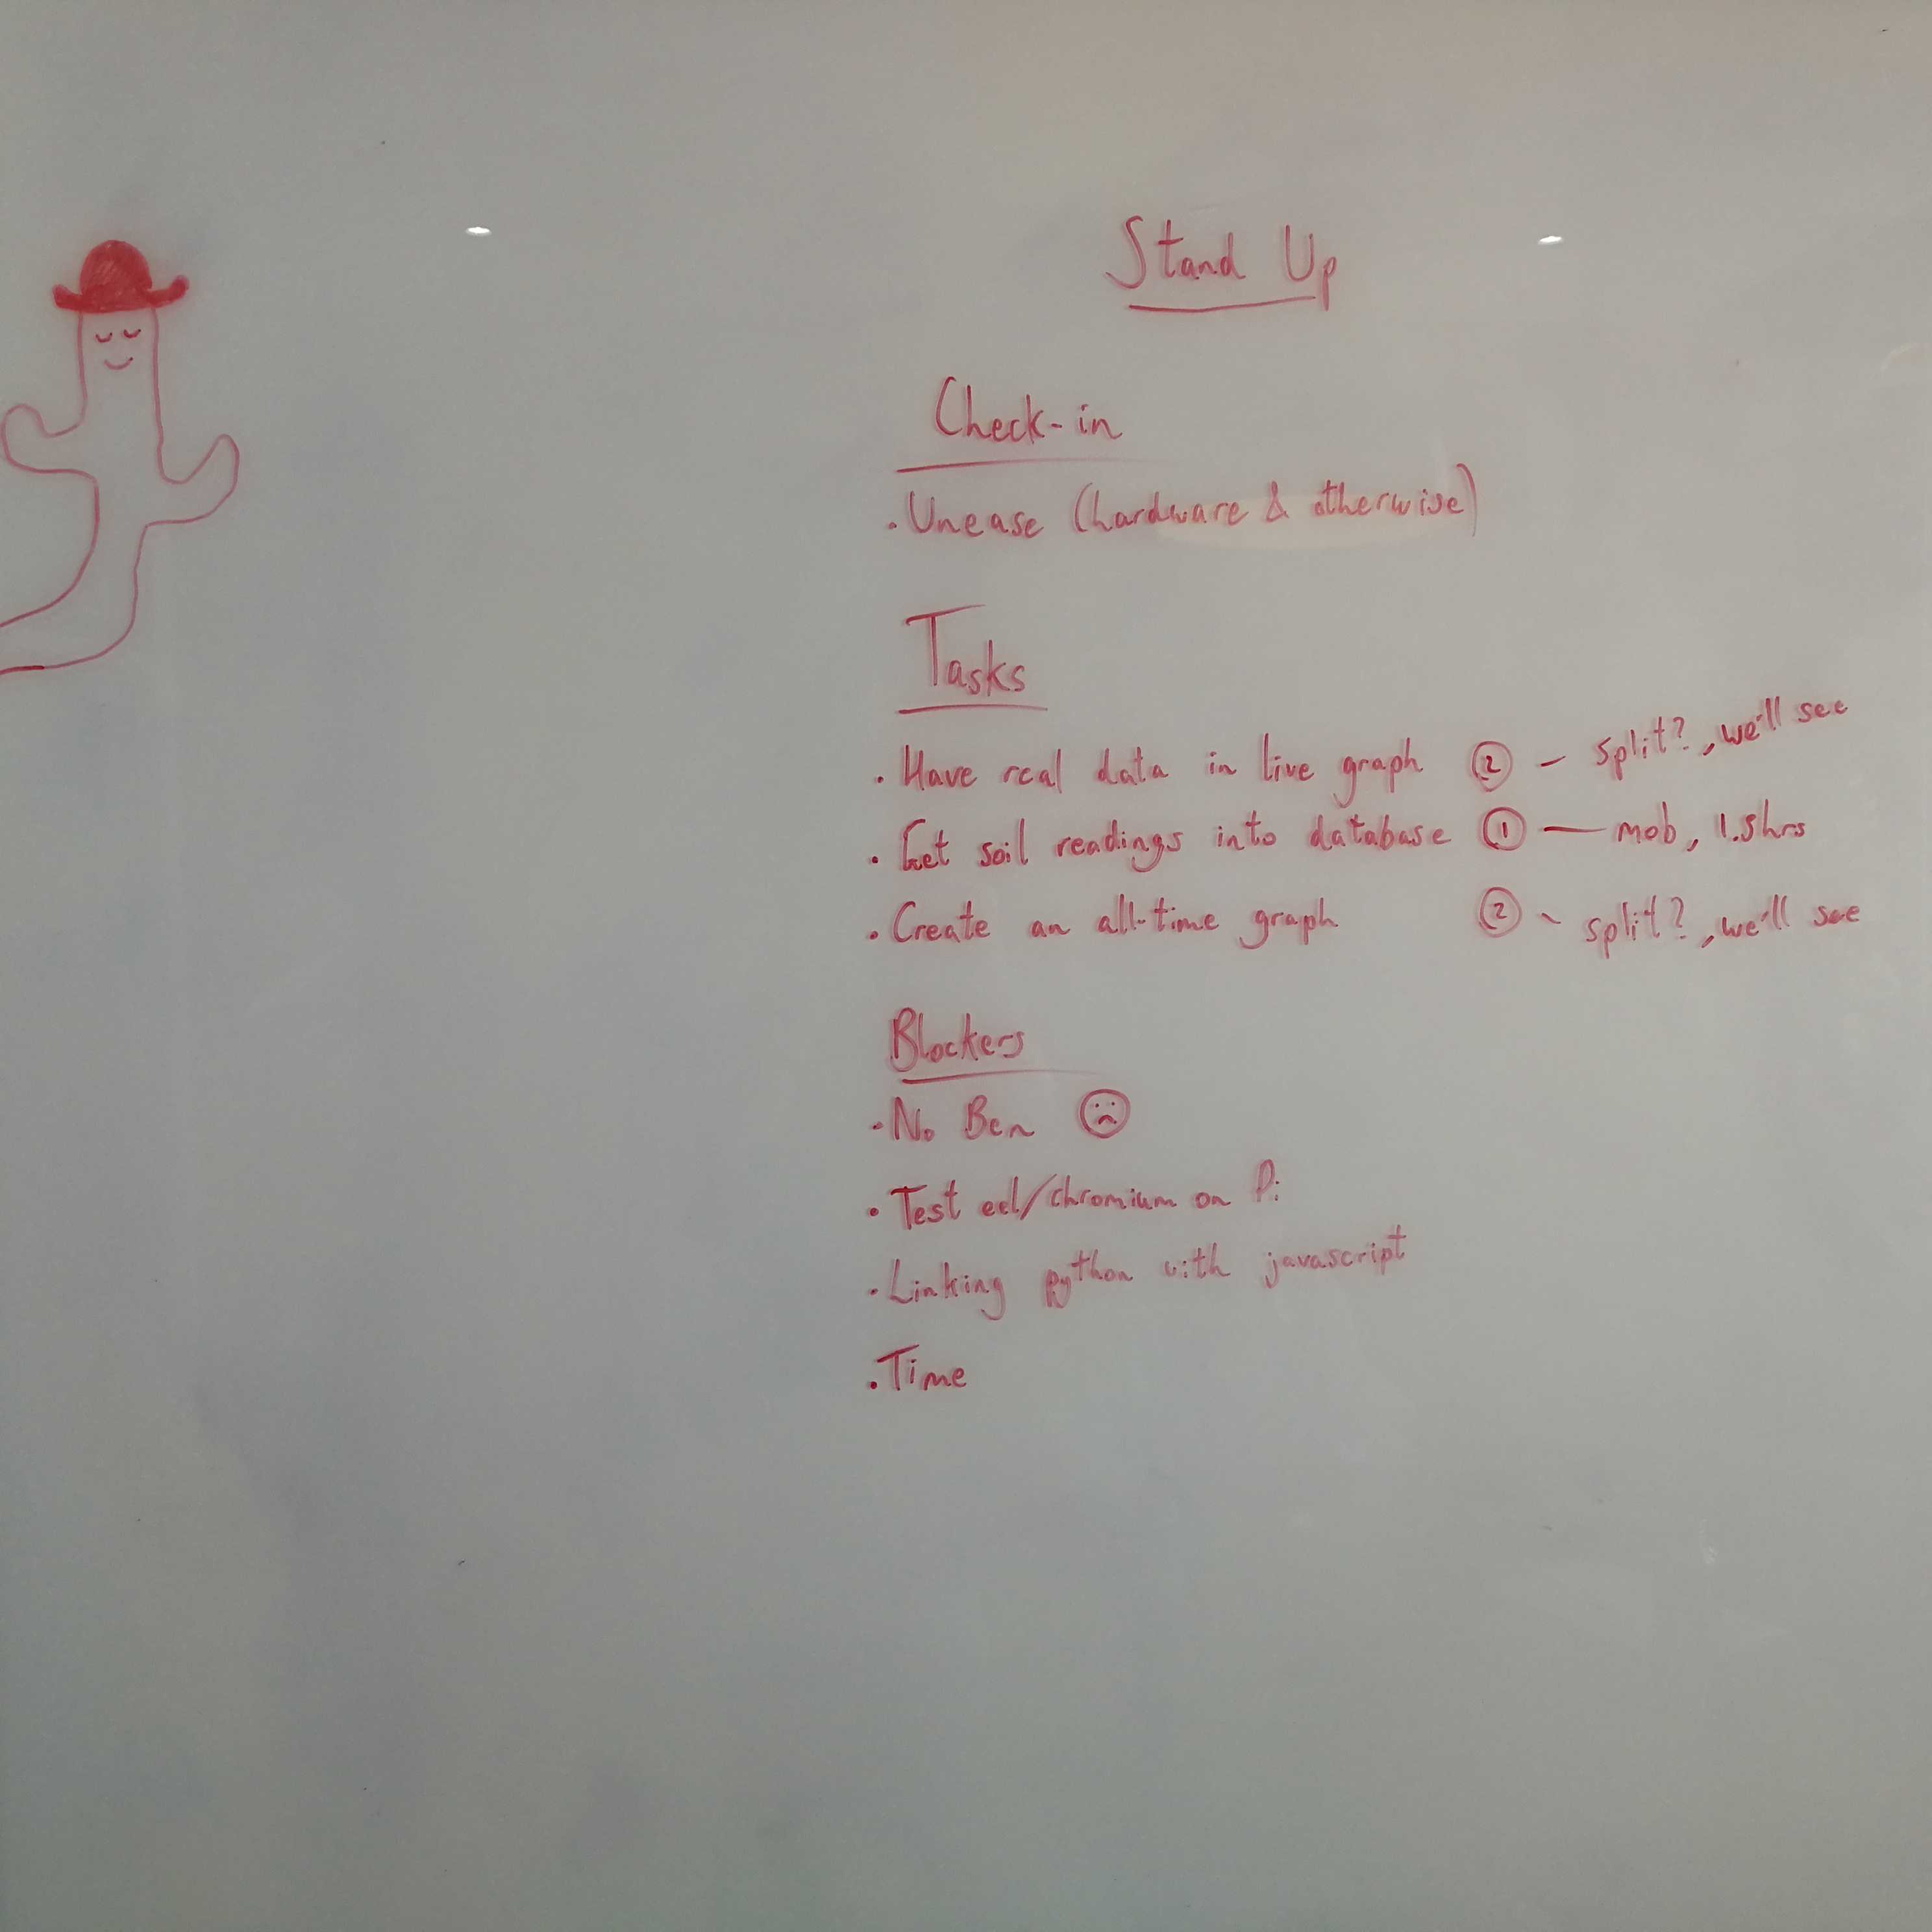 Stand Up
Check-in
. Unease (hardware & otherwise)
Tasks
. Have real data in live graph ② - split?, we'll see
. Get soil readings into database ① — mob, 1.5hrs
. Create an all-time graph ② - split?, we'll see
Blockers
. No Ben ☹
. Test eel/chromium on Pi
. Linking python with javascript
. Time